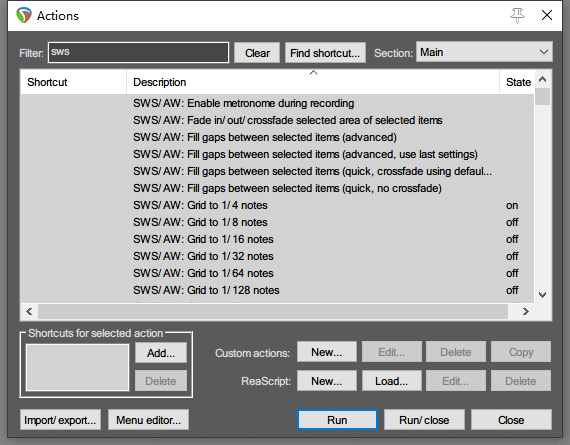 Actions
Filter: sws Clear Find shortcut... Section: Main
Shortcut Description State
SWS/AW: Enable metronome during recording
SWS/AW: Fade in/out/crossfade selected area of selected items
SWS/AW: Fill gaps between selected items (advanced)
SWS/AW: Fill gaps between selected items (advanced, use last settings)
SWS/AW: Fill gaps between selected items (quick, crossfade using defaul...
SWS/AW: Fill gaps between selected items (quick, no crossfade)
SWS/AW: Grid to 1/4 notes on
SWS/AW: Grid to 1/8 notes off
SWS/AW: Grid to 1/16 notes off
SWS/AW: Grid to 1/32 notes off
SWS/AW: Grid to 1/64 notes off
SWS/AW: Grid to 1/128 notes off
Shortcuts for selected action
Add... Custom actions: New... Edit... Delete Copy
Delete ReaScript: New... Load... Edit... Delete
Import/export... Menu editor... Run Run/close Close